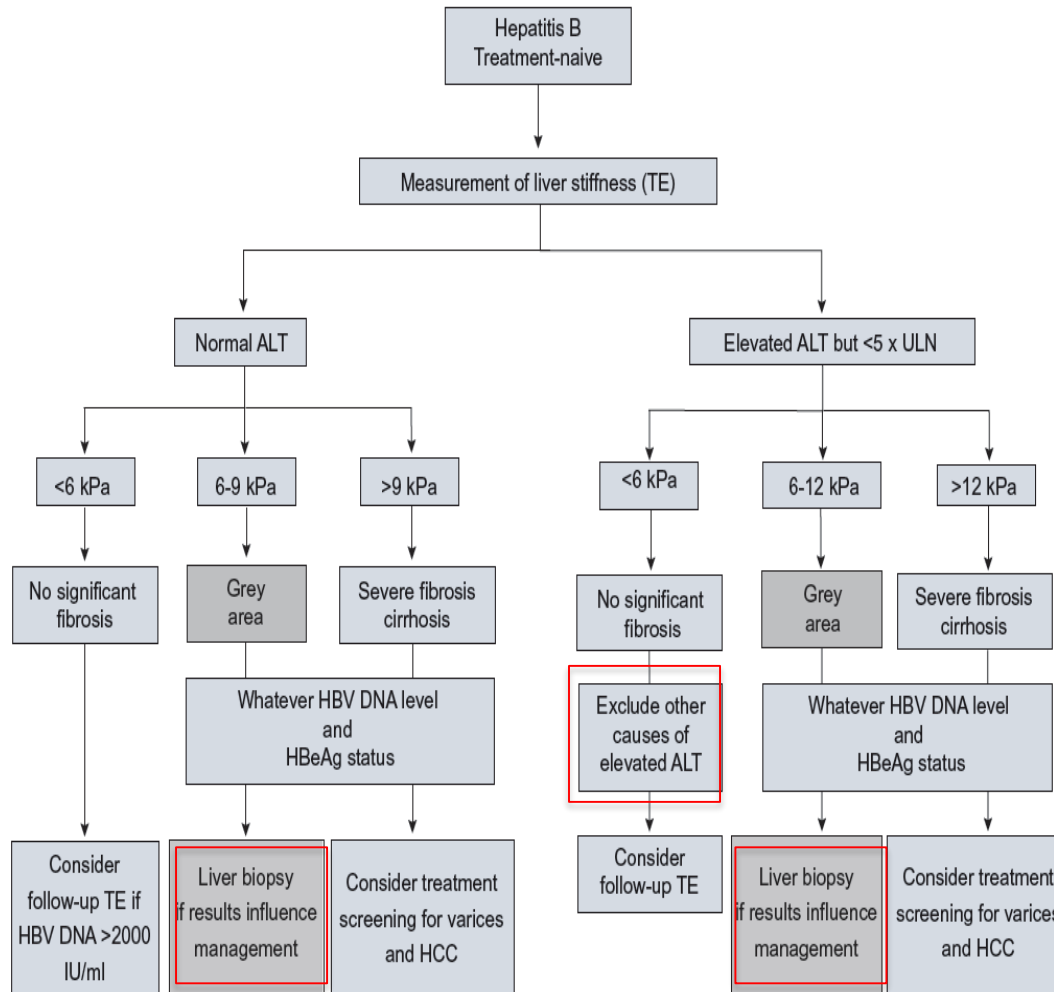 Hepatitis B
Treatment-naive
Measurement of liver stiffness (TE)
Normal ALT
Elevated ALT but <5 x ULN
<6 kPa
6-9 kPa
>9 kPa
<6 kPa
6-12 kPa
>12 kPa
No significant
fibrosis
Grey
area
Severe fibrosis
cirrhosis
No significant
fibrosis
Grey
area
Severe fibrosis
cirrhosis
Whatever HBV DNA level
and
HBeAg status
Exclude other
causes of
elevated ALT
Whatever HBV DNA level
and
HBeAg status
Consider
follow-up TE if
HBV DNA >2000
IU/ml
Liver biopsy
if results influence
management
Consider treatment
screening for varices
and HCC
Consider
follow-up TE
Liver biopsy
if results influence
management
Consider treatment
screening for varices
and HCC